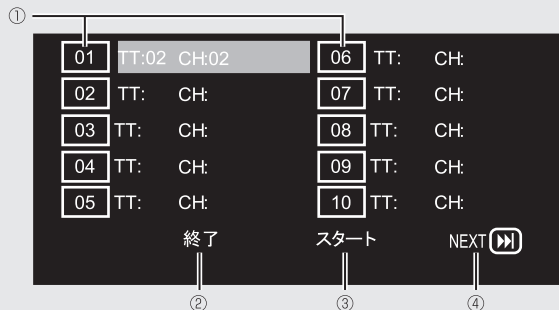 ①
01 TT:02 CH:02 06 TT: CH:
02 TT: CH: 07 TT: CH:
03 TT: CH: 08 TT: CH:
04 TT: CH: 09 TT: CH:
05 TT: CH: 10 TT: CH:
終了 スタート NEXT
② ③ ④